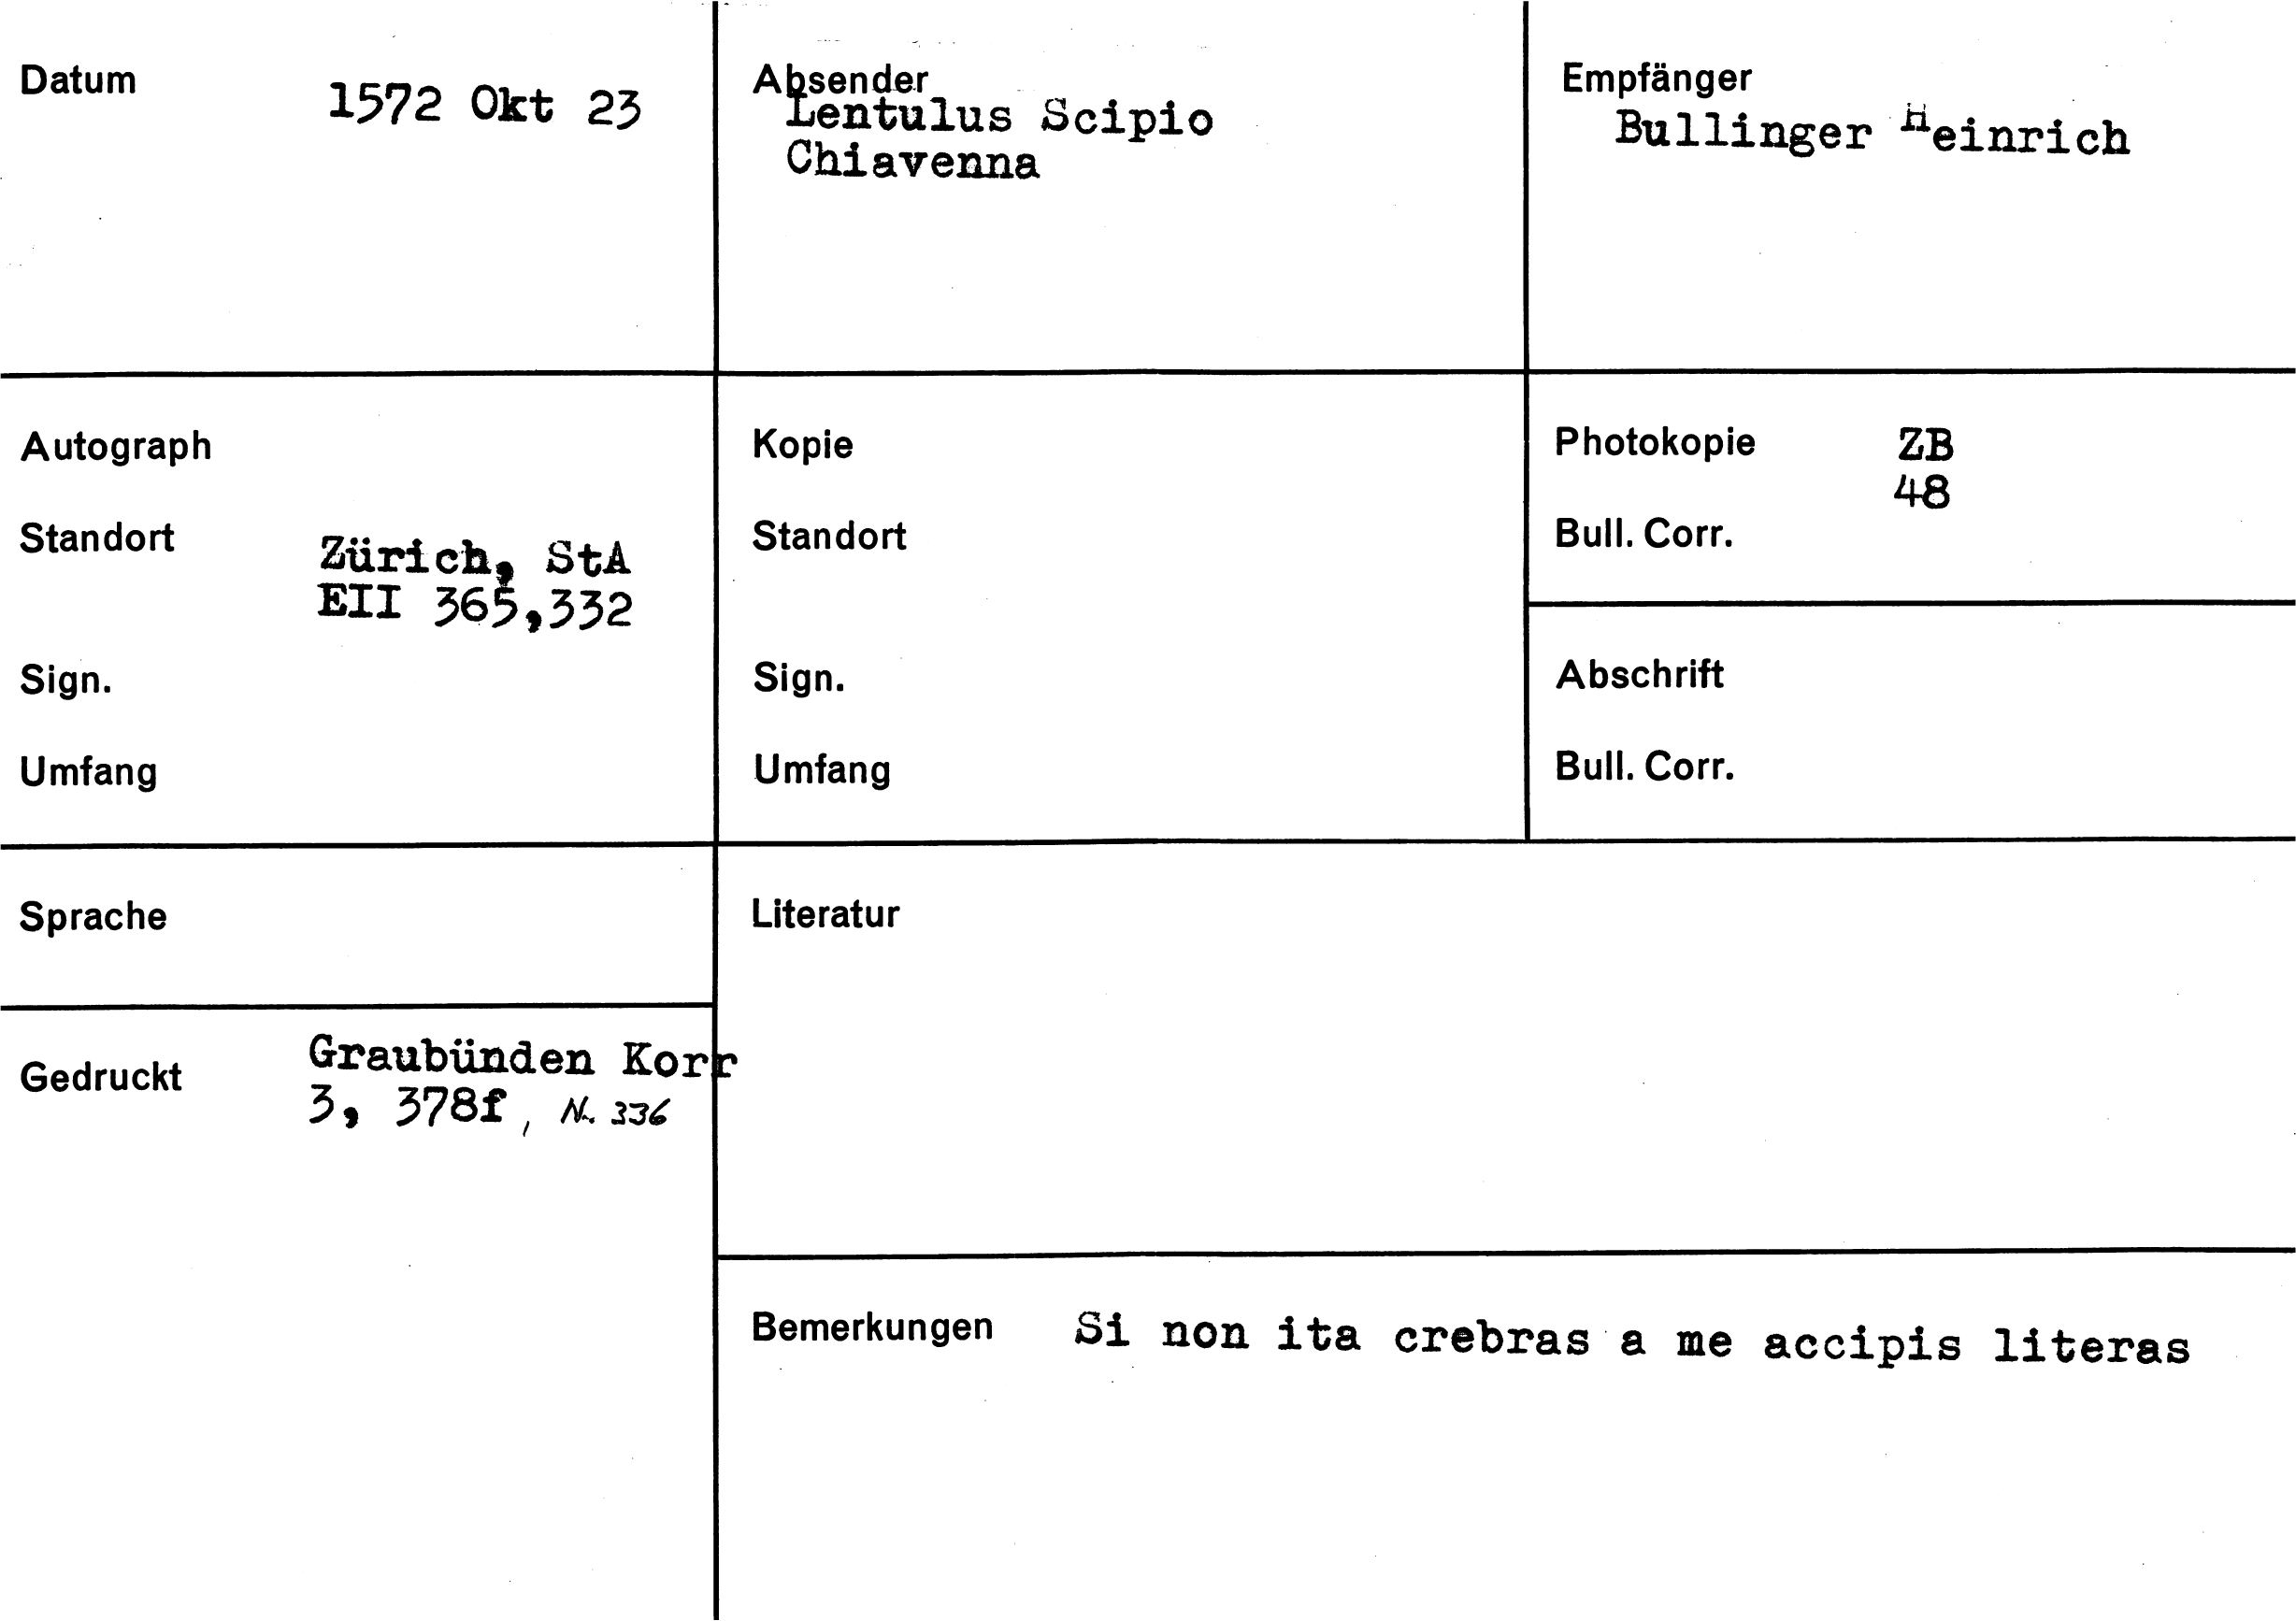 Datum 1572 Okt 23
Absender
Lentulus Scipio
Chiavenna
Empfänger
Bullinger Heinrich
Autograph
Standort Zürich, StA
EII 365,332
Sign.
Umfang
Kopie
Standort
Sign.
Umfang
Photokopie ZB
48
Bull. Corr.
Abschrift
Bull. Corr.
Sprache
Literatur
Gedruckt Graubünden Korr
3, 378f, Nr. 336
Bemerkungen Si non ita crebras a me accipis literas